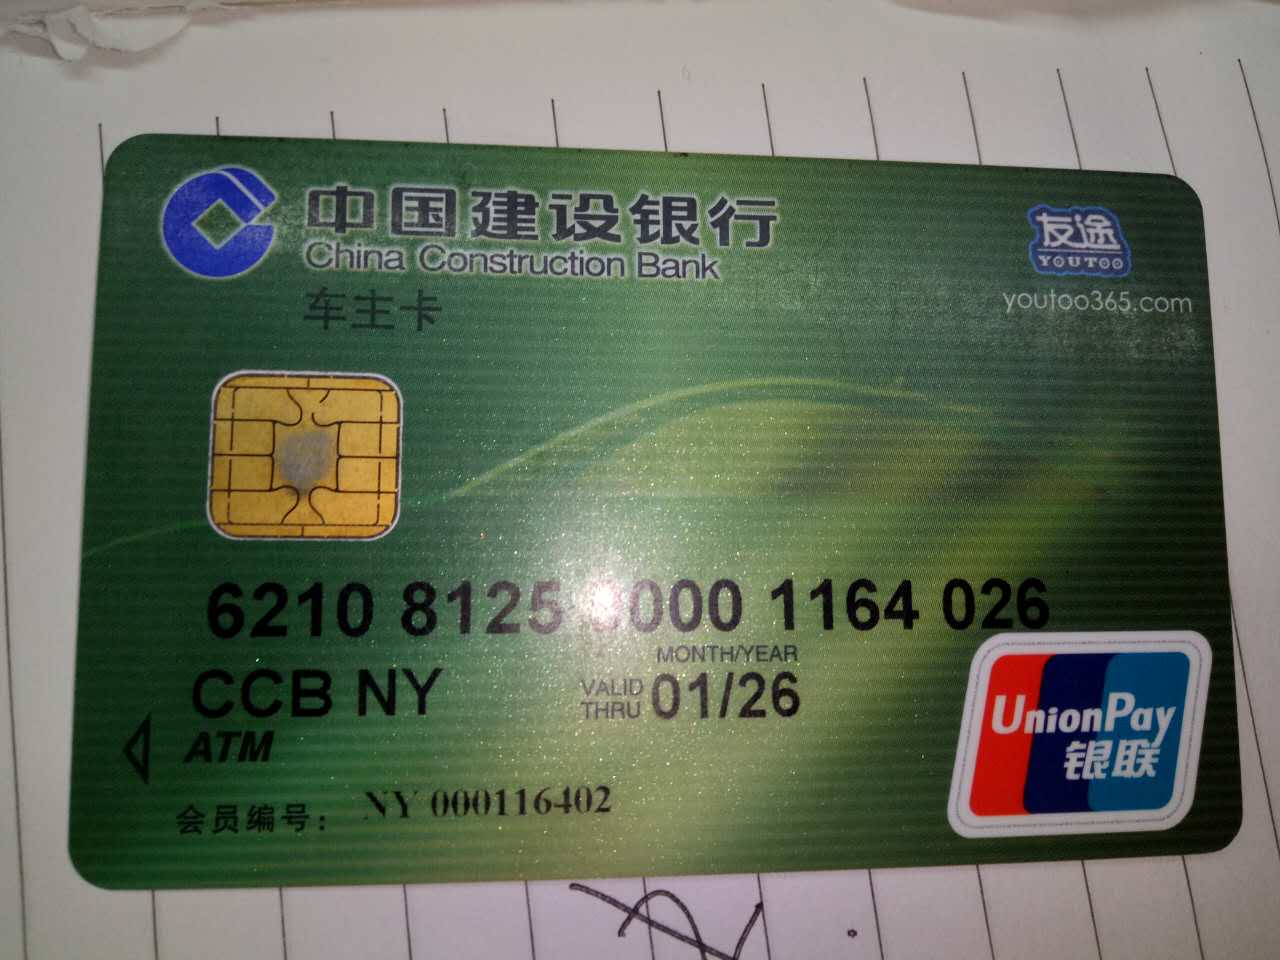 中国建设银行
China Construction Bank
车主卡
友途
YOUTOO
youtoo365.com
6210 8125 1164 026
MONTH/YEAR
CCB NY
VALID THRU 01/26
ATM
会员编号： NY 000116402
UnionPay
银联